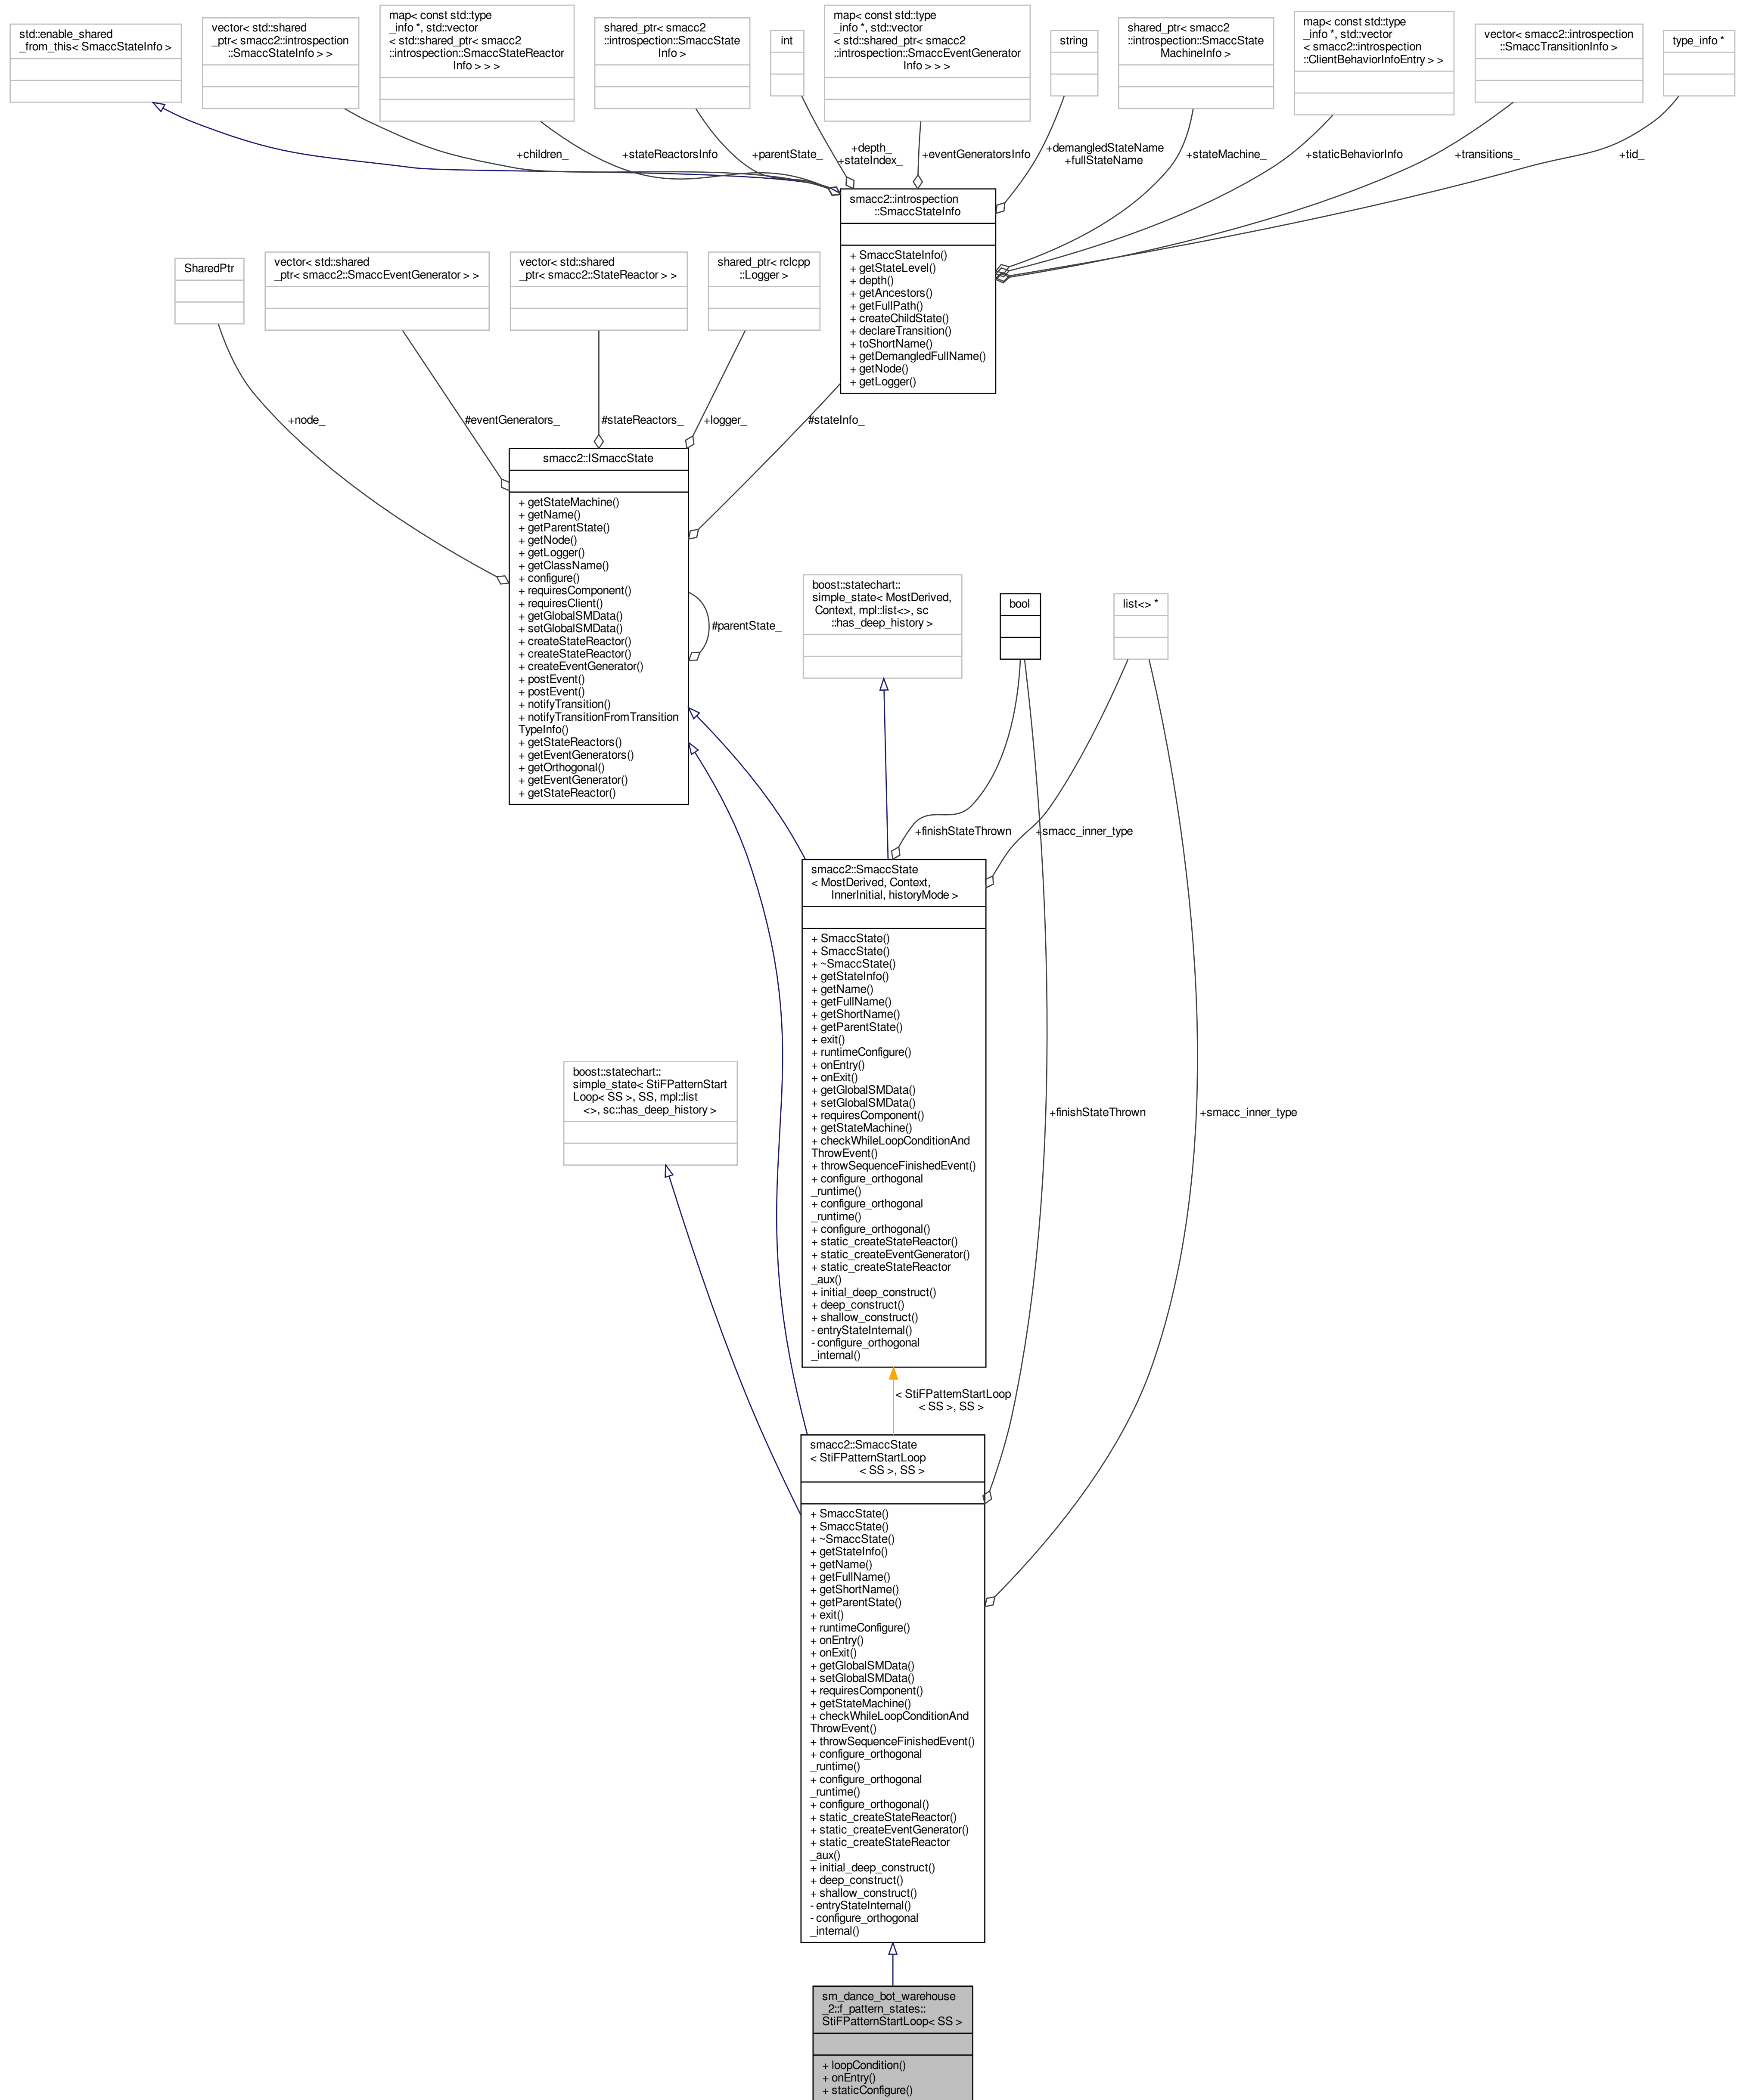 std::enable_shared
_from_this< SmaccStateInfo >
vector< std::shared
_ptr< smacc2::introspection
::SmaccStateInfo > >
map< const std::type
_info *, std::vector
< std::shared_ptr< smacc2
::introspection::SmaccStateReactor
Info > > >
shared_ptr< smacc2
::introspection::SmaccState
Info >
int
map< const std::type
_info *, std::vector
< std::shared_ptr< smacc2
::introspection::SmaccEventGenerator
Info > > >
string
shared_ptr< smacc2
::introspection::SmaccState
MachineInfo >
map< const std::type
_info *, std::vector
< smacc2::introspection
::ClientBehaviorInfoEntry > >
vector< smacc2::introspection
::SmaccTransitionInfo >
type_info *
+children_
+stateReactorsInfo
+parentState_
+depth_
+stateIndex_
+eventGeneratorsInfo
+demangledStateName
+fullStateName
+stateMachine_
+staticBehaviorInfo
+transitions_
+tid_
smacc2::introspection
::SmaccStateInfo
+ SmaccStateInfo()
+ getStateLevel()
+ depth()
+ getAncestors()
+ getFullPath()
+ createChildState()
+ declareTransition()
+ toShortName()
+ getDemangledFullName()
+ getNode()
+ getLogger()
SharedPtr
vector< std::shared
_ptr< smacc2::SmaccEventGenerator > >
vector< std::shared
_ptr< smacc2::StateReactor > >
shared_ptr< rclcpp
::Logger >
+node_
#eventGenerators_
#stateReactors_
+logger_
#stateInfo_
smacc2::ISmaccState
+ getStateMachine()
+ getName()
+ getParentState()
+ getNode()
+ getLogger()
+ getClassName()
+ configure()
+ requiresComponent()
+ requiresClient()
+ getGlobalSMData()
+ setGlobalSMData()
+ createStateReactor()
+ createStateReactor()
+ createEventGenerator()
+ postEvent()
+ postEvent()
+ notifyTransition()
+ notifyTransitionFromTransition
TypeInfo()
+ getStateReactors()
+ getEventGenerators()
+ getOrthogonal()
+ getEventGenerator()
+ getStateReactor()
#parentState_
boost::statechart::
simple_state< MostDerived,
Context, mpl::list<>, sc
::has_deep_history >
bool
list<> *
+finishStateThrown
+smacc_inner_type
smacc2::SmaccState
< MostDerived, Context,
InnerInitial, historyMode >
+ SmaccState()
+ SmaccState()
+ ~SmaccState()
+ getStateInfo()
+ getName()
+ getFullName()
+ getShortName()
+ getParentState()
+ exit()
+ runtimeConfigure()
+ onEntry()
+ onExit()
+ getGlobalSMData()
+ setGlobalSMData()
+ requiresComponent()
+ getStateMachine()
+ checkWhileLoopConditionAnd
ThrowEvent()
+ throwSequenceFinishedEvent()
+ configure_orthogonal
_runtime()
+ configure_orthogonal
_runtime()
+ configure_orthogonal()
+ static_createStateReactor()
+ static_createEventGenerator()
+ static_createStateReactor
_aux()
+ initial_deep_construct()
+ deep_construct()
+ shallow_construct()
- entryStateInternal()
- configure_orthogonal
_internal()
boost::statechart::
simple_state< StiFPatternStart
Loop< SS >, SS, mpl::list
<>, sc::has_deep_history >
+finishStateThrown
+smacc_inner_type
< StiFPatternStartLoop
< SS >, SS >
smacc2::SmaccState
< StiFPatternStartLoop
< SS >, SS >
+ SmaccState()
+ SmaccState()
+ ~SmaccState()
+ getStateInfo()
+ getName()
+ getFullName()
+ getShortName()
+ getParentState()
+ exit()
+ runtimeConfigure()
+ onEntry()
+ onExit()
+ getGlobalSMData()
+ setGlobalSMData()
+ requiresComponent()
+ getStateMachine()
+ checkWhileLoopConditionAnd
ThrowEvent()
+ throwSequenceFinishedEvent()
+ configure_orthogonal
_runtime()
+ configure_orthogonal
_runtime()
+ configure_orthogonal()
+ static_createStateReactor()
+ static_createEventGenerator()
+ static_createStateReactor
_aux()
+ initial_deep_construct()
+ deep_construct()
+ shallow_construct()
- entryStateInternal()
- configure_orthogonal
_internal()
sm_dance_bot_warehouse
_2::f_pattern_states::
StiFPatternStartLoop< SS >
+ loopCondition()
+ onEntry()
+ staticConfigure()